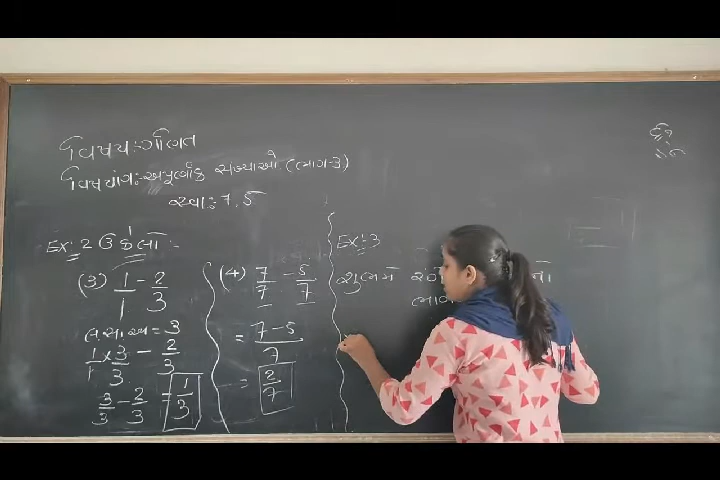 વિષય:- ગણિત
વિષયાંગ:- અપૂર્ણાંક સંખ્યાઓ (ભાગ-3)
સ્વા:- 7.5
Ex:- 2 ઉકેલો :-
(3) 1/1 - 2/3
લ.સા.અ = 3
1/1 × 3/3 - 2/3
3/3 - 2/3 = 1/3
(4) 7/7 - 5/7
= 7-5/7
= 2/7
Ex:- 3
શુભમે